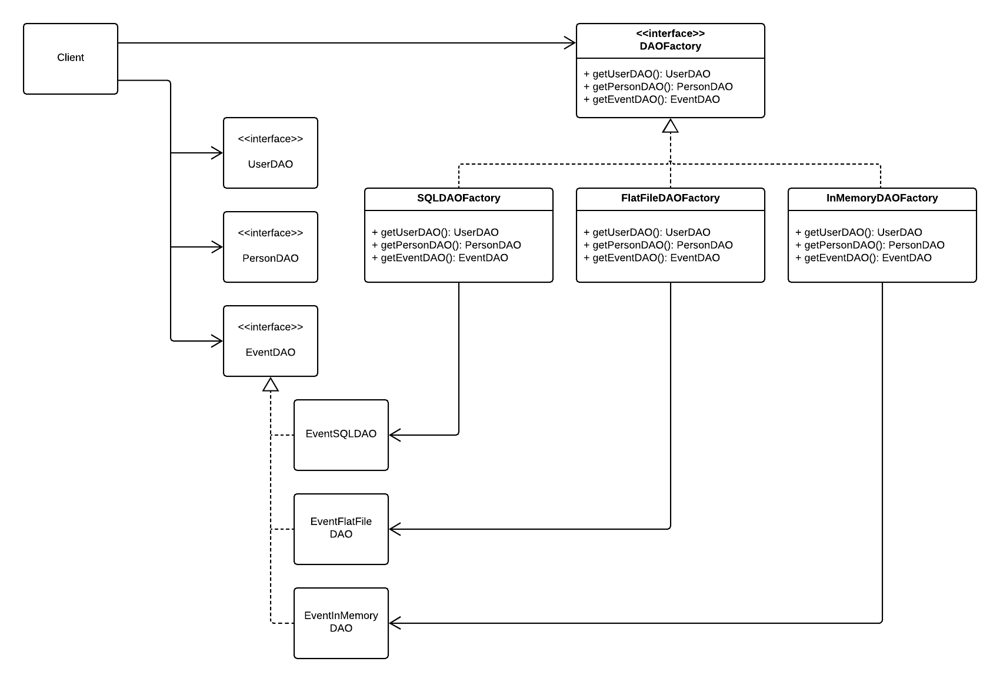 Client
<<interface>>
DAOFactory
+ getUserDAO(): UserDAO
+ getPersonDAO(): PersonDAO
+ getEventDAO(): EventDAO
<<interface>>
UserDAO
<<interface>>
PersonDAO
<<interface>>
EventDAO
SQLDAOFactory
+ getUserDAO(): UserDAO
+ getPersonDAO(): PersonDAO
+ getEventDAO(): EventDAO
FlatFileDAOFactory
+ getUserDAO(): UserDAO
+ getPersonDAO(): PersonDAO
+ getEventDAO(): EventDAO
InMemoryDAOFactory
+ getUserDAO(): UserDAO
+ getPersonDAO(): PersonDAO
+ getEventDAO(): EventDAO
EventSQLDAO
EventFlatFile
DAO
EventInMemory
DAO